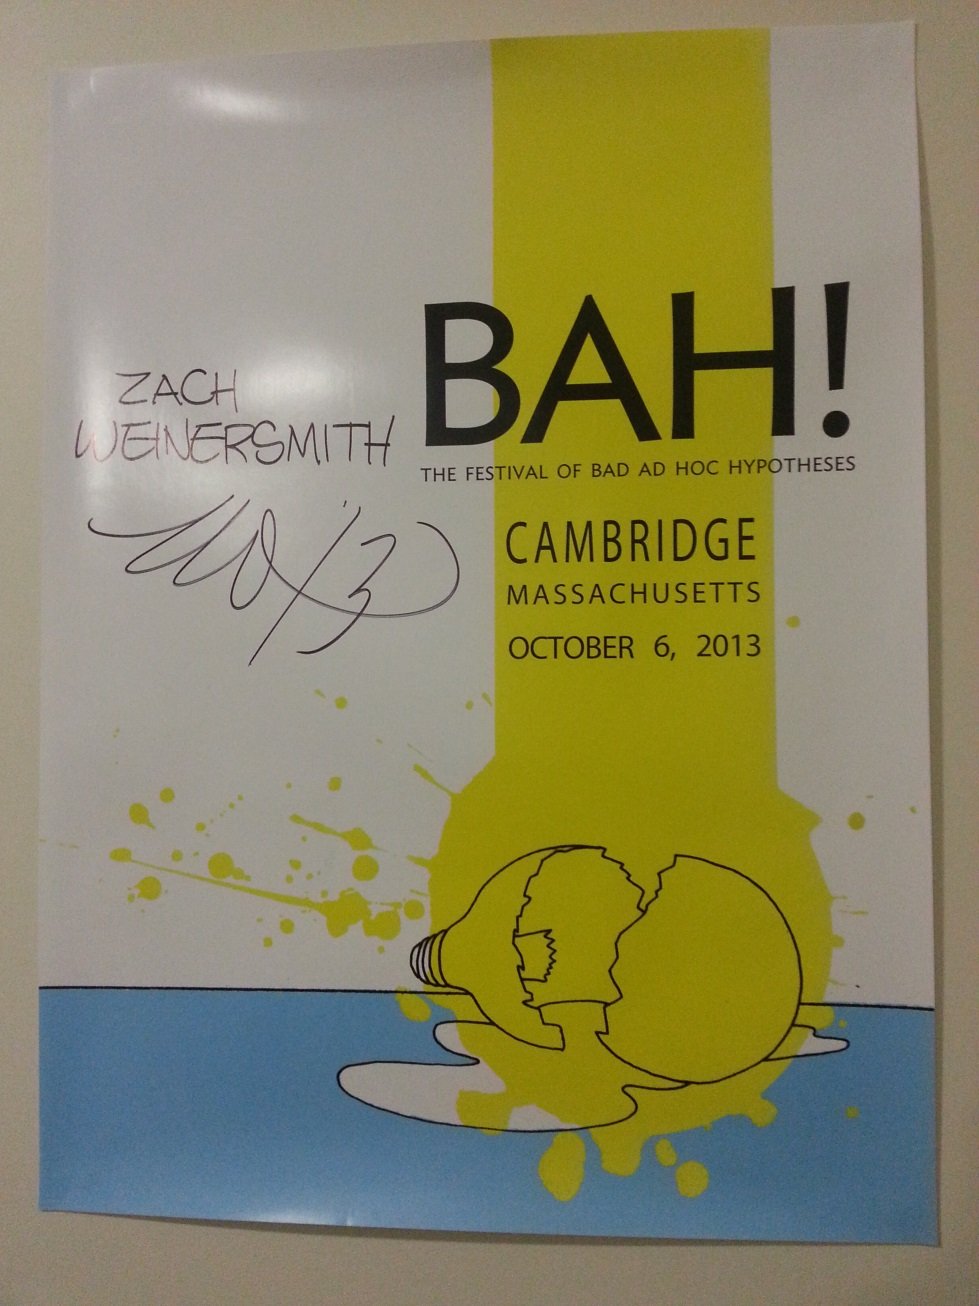 BAH!
THE FESTIVAL OF BAD AD HOC HYPOTHESES
ZACH
WEINERSMITH
CAMBRIDGE
MASSACHUSETTS
OCTOBER 6, 2013